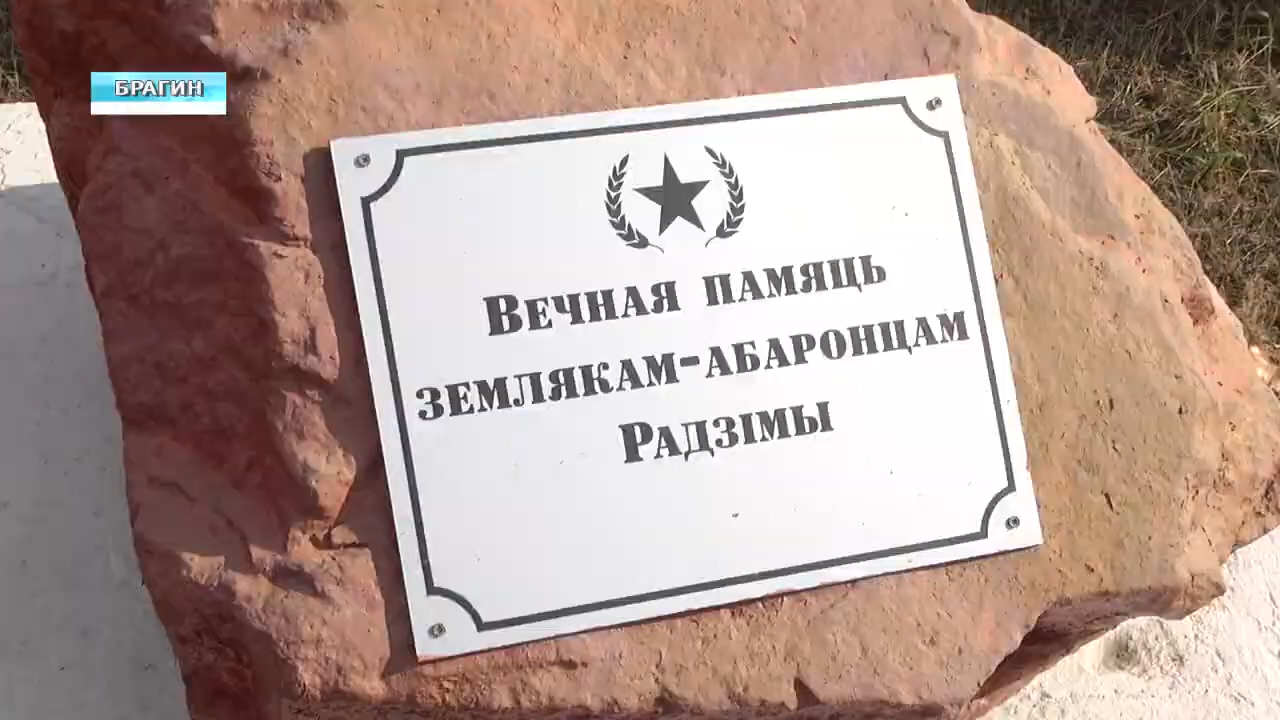 БРАГИН
Вечная памяць
землякам-абаронцам
Радзімы